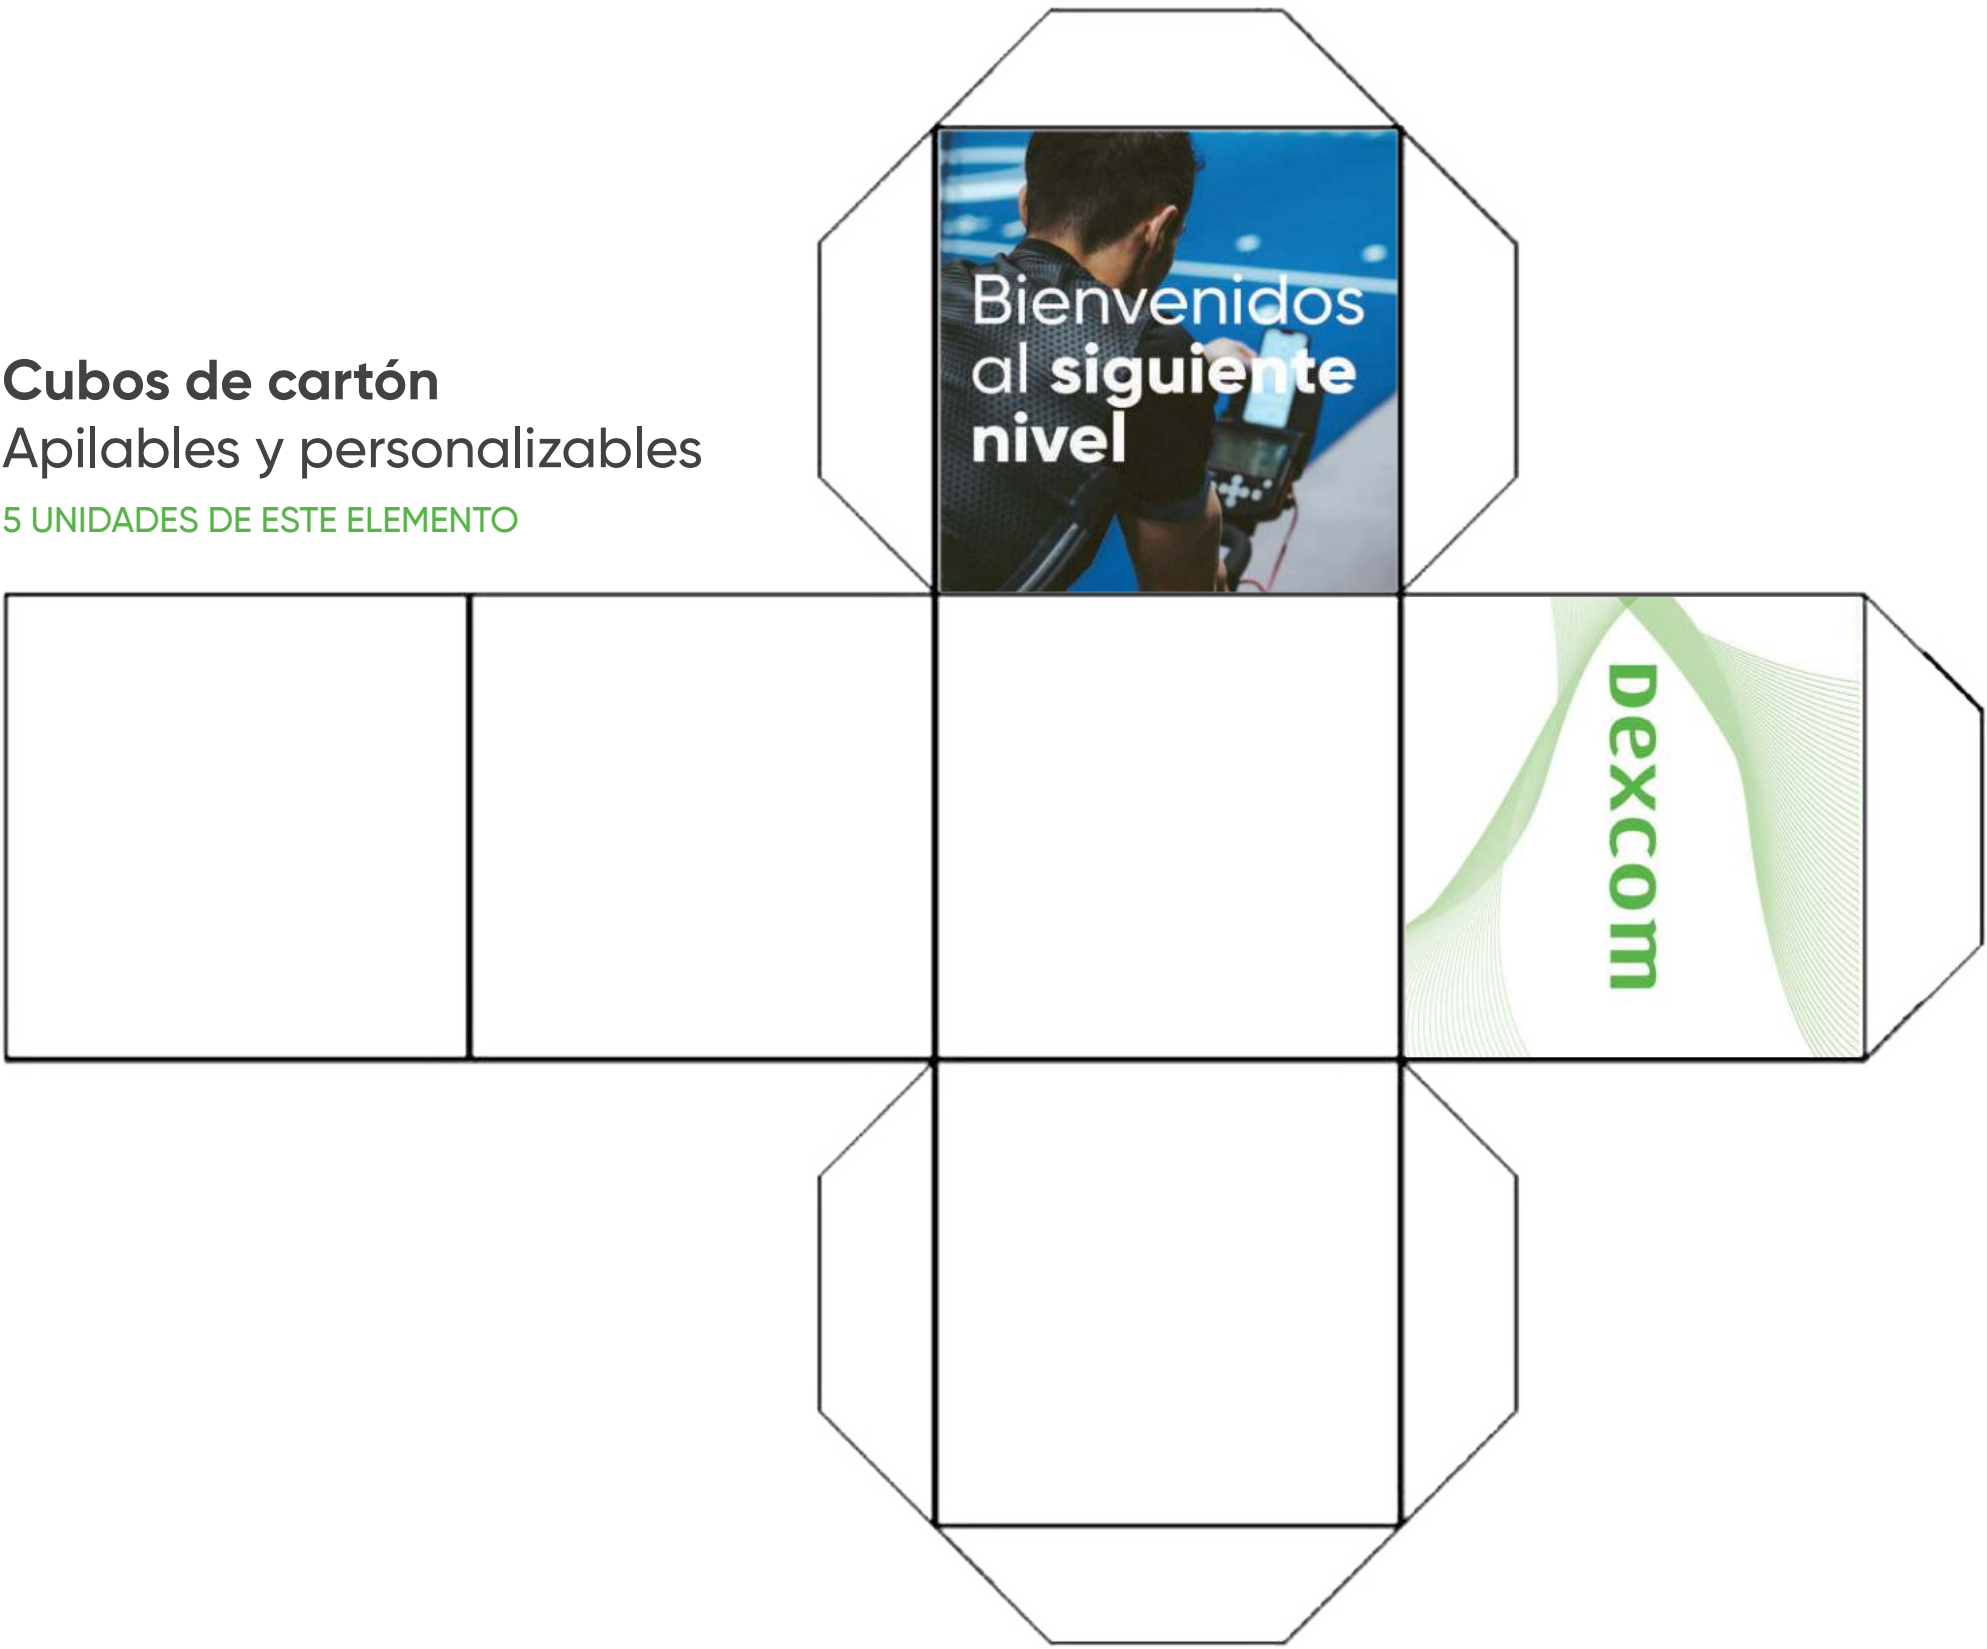 Bienvenidos
al siguiente
nivel
Cubos de cartón
Apilables y personalizables
5 UNIDADES DE ESTE ELEMENTO
Dexcom